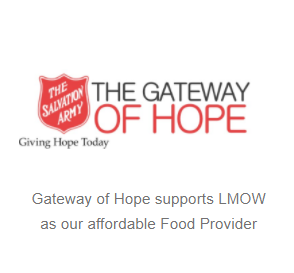 THE
SALVATION
ARMY
THE GATEWAY
OF HOPE
Giving Hope Today
Gateway of Hope supports LMOW
as our affordable Food Provider